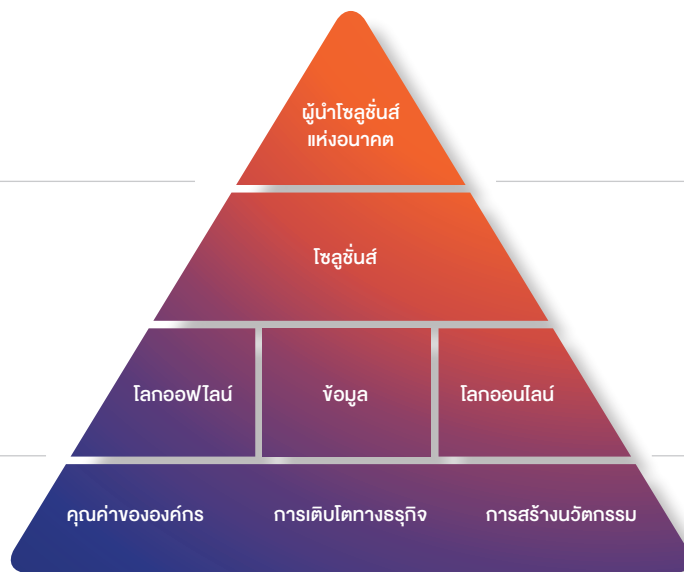 ผู้นำโซลูชั่นส์
แห่งอนาคต
โซลูชั่นส์
โลกออฟไลน์
ข้อมูล
โลกออนไลน์
คุณค่าขององค์กร
การเติบโตทางธุรกิจ
การสร้างนวัตกรรม